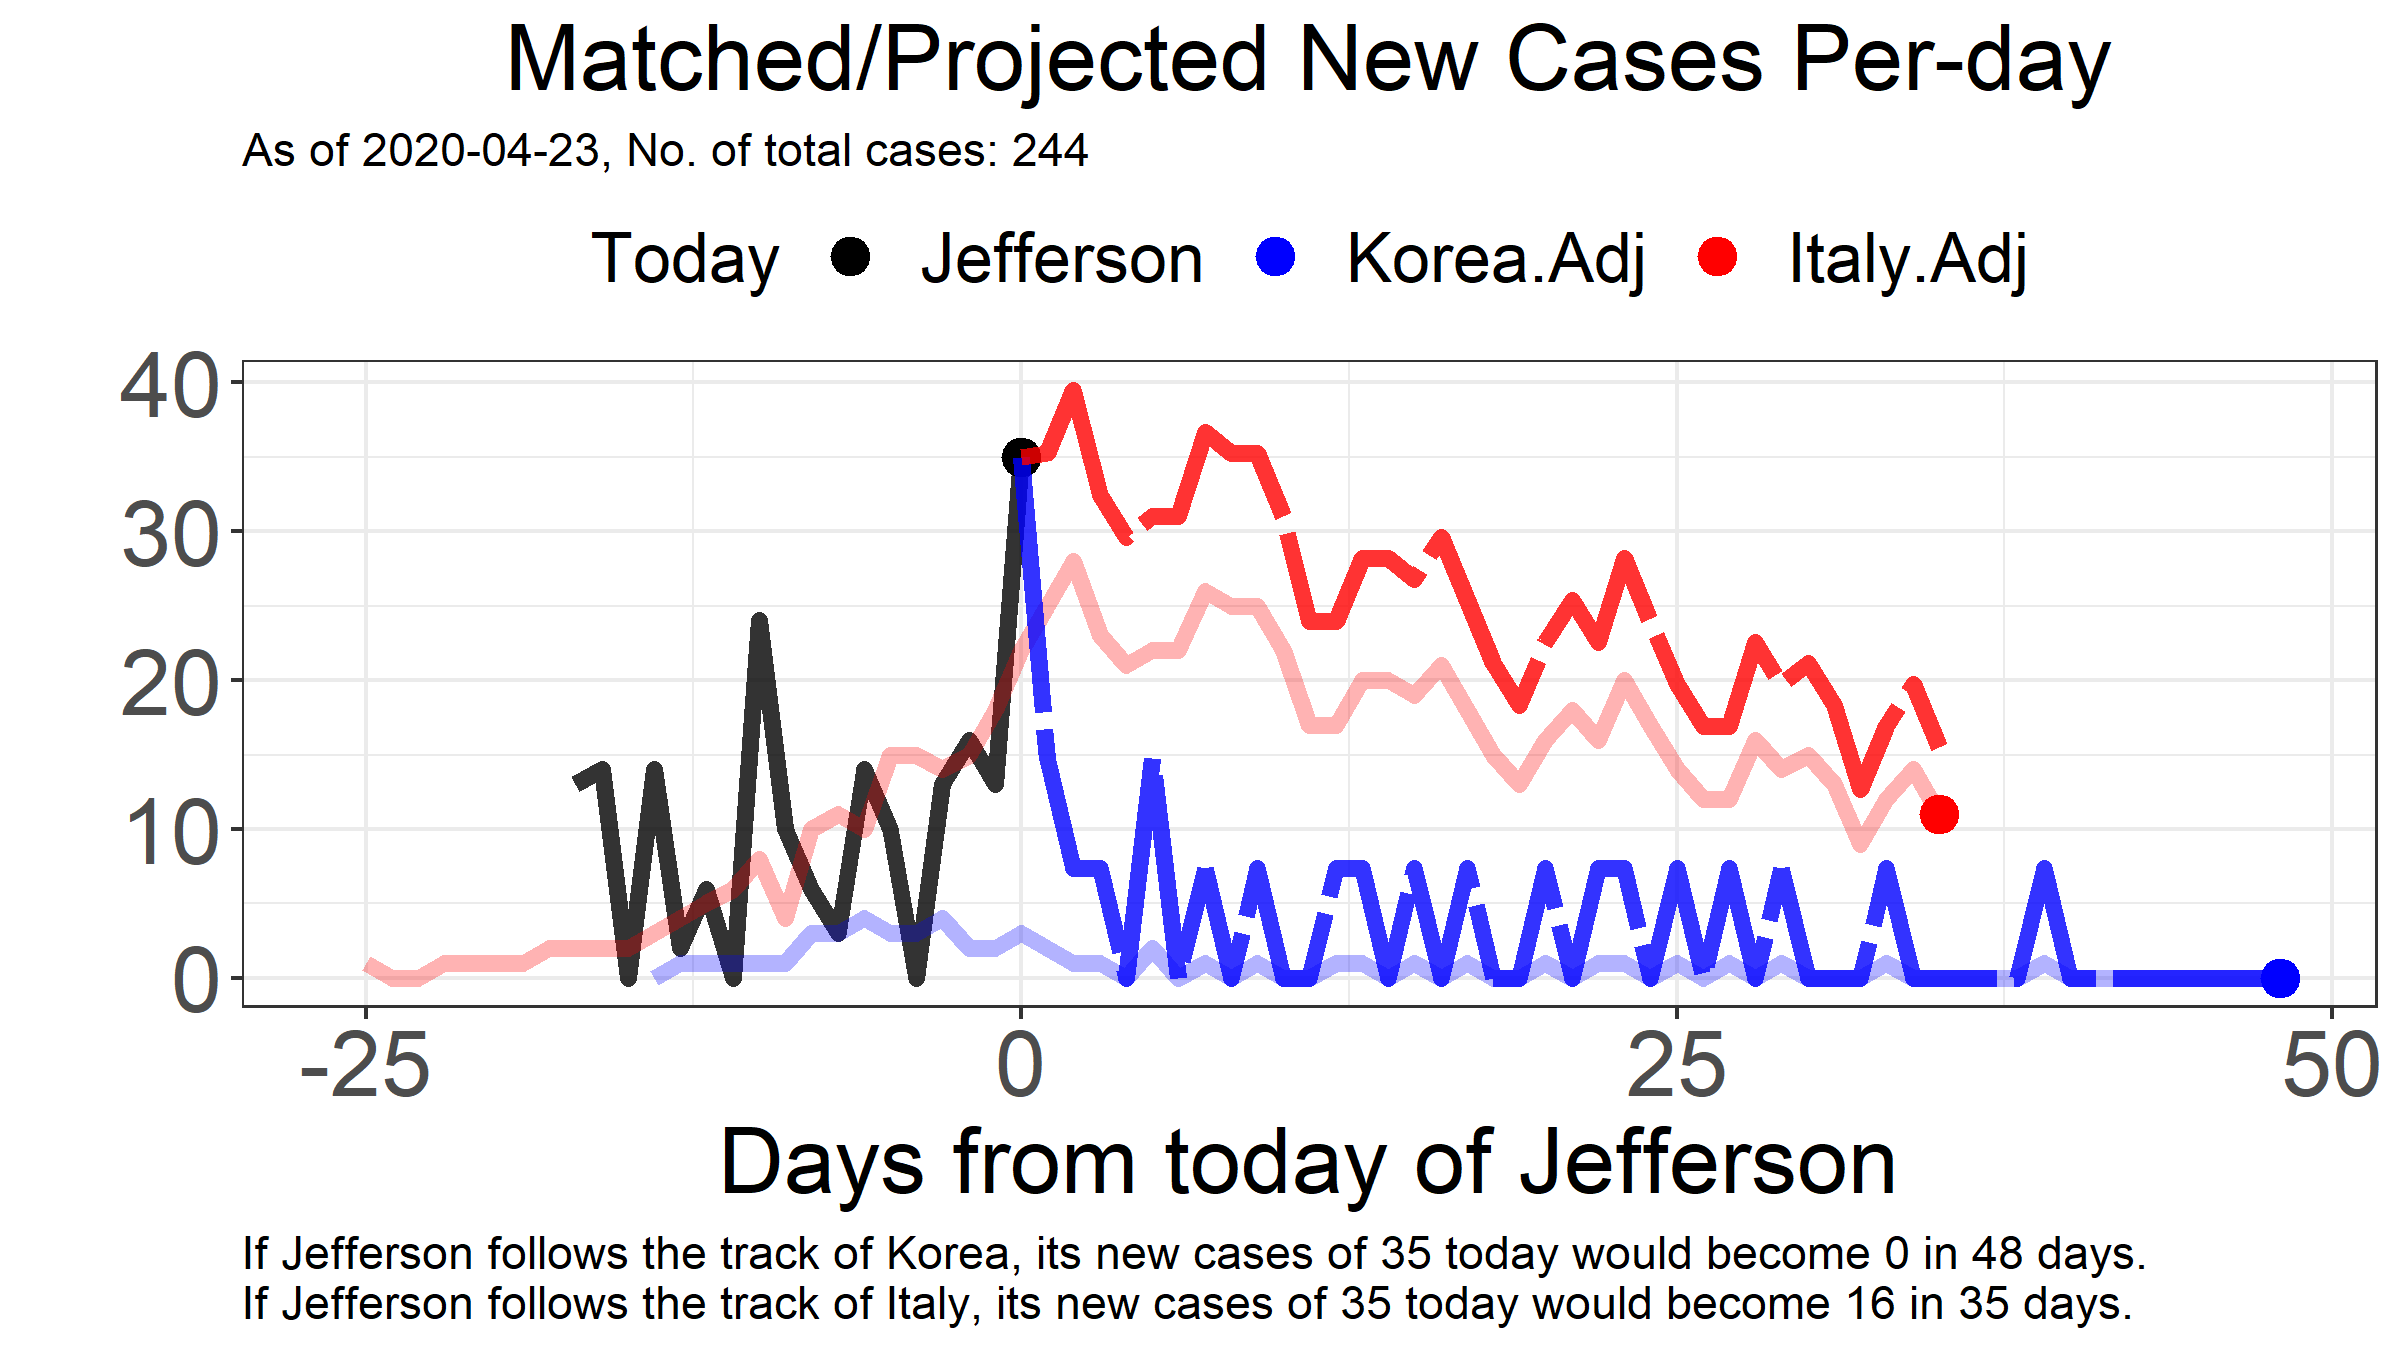 Matched/Projected New Cases Per-day
As of 2020-04-23, No. of total cases: 244
Today Jefferson Korea.Adj Italy.Adj
40
30
20
10
0
-25 0 25 50
Days from today of Jefferson
If Jefferson follows the track of Korea, its new cases of 35 today would become 0 in 48 days.
If Jefferson follows the track of Italy, its new cases of 35 today would become 16 in 35 days.